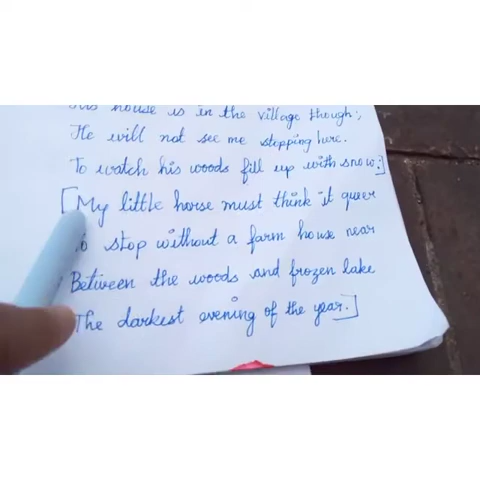 house is in the village though;
He will not see me stopping here.
To watch his woods fill up with snow.]
[My little horse must think it queer
stop without a farm house near
Between the woods and frozen lake
The darkest evening of the year.]